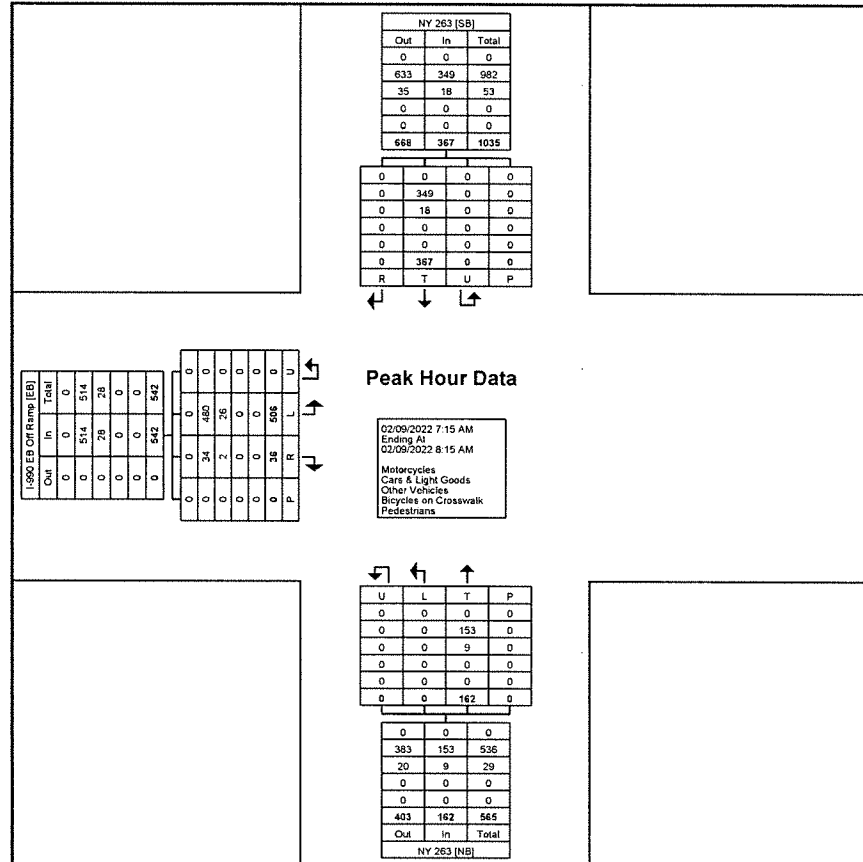 NY 263 [SB]
Out In Total
0 0 0
633 349 982
35 18 53
0 0 0
0 0 0
668 367 1035
0 0 0 0
0 349 0 0
0 18 0 0
0 0 0 0
0 0 0 0
0 367 0 0
R T U P
I-990 EB Off Ramp [EB]
Out In Total
0 0 0
0 514 514
0 28 28
0 0 0
0 0 0
0 542 542
0 0 0 0
0 480 34 0
0 26 2 0
0 0 0 0
0 0 0 0
0 506 36 0
U L R P
Peak Hour Data
02/09/2022 7:15 AM
Ending At
02/09/2022 8:15 AM
Motorcycles
Cars & Light Goods
Other Vehicles
Bicycles on Crosswalk
Pedestrians
U L T P
0 0 0 0
0 0 153 0
0 0 9 0
0 0 0 0
0 0 0 0
0 0 162 0
0 0 0
383 153 536
20 9 29
0 0 0
0 0 0
403 162 565
Out In Total
NY 263 [NB]